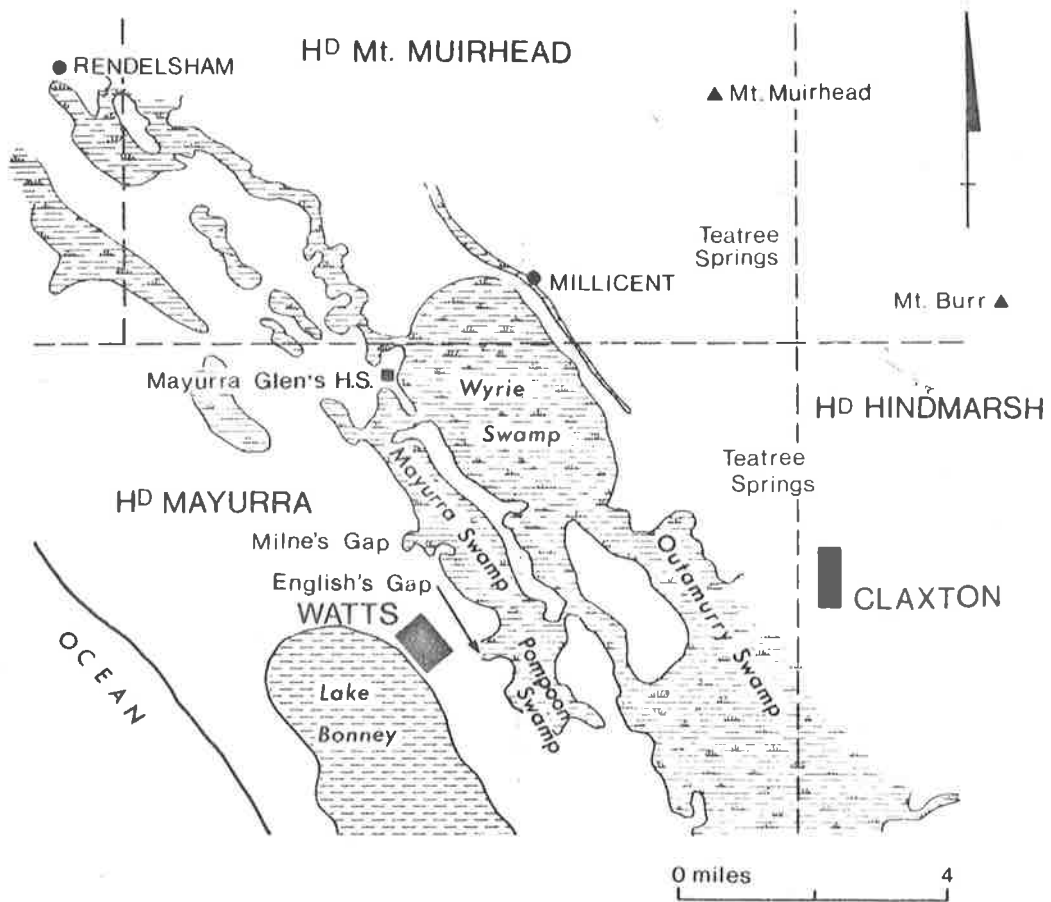 HD Mt. MUIRHEAD
RENDELSHAM
Mt. Muirhead
Teatree
Springs
MILLICENT
Mt. Burr
Mayurra Glen's H.S.
Wyrie
Swamp
HD HINDMARSH
Teatree
Springs
HD MAYURRA
Mayurra Swamp
Milne's Gap
Outamurry Swamp
English's Gap
CLAXTON
WATTS
OCEAN
Pompoon
Swamp
Lake
Bonney
0 miles 4